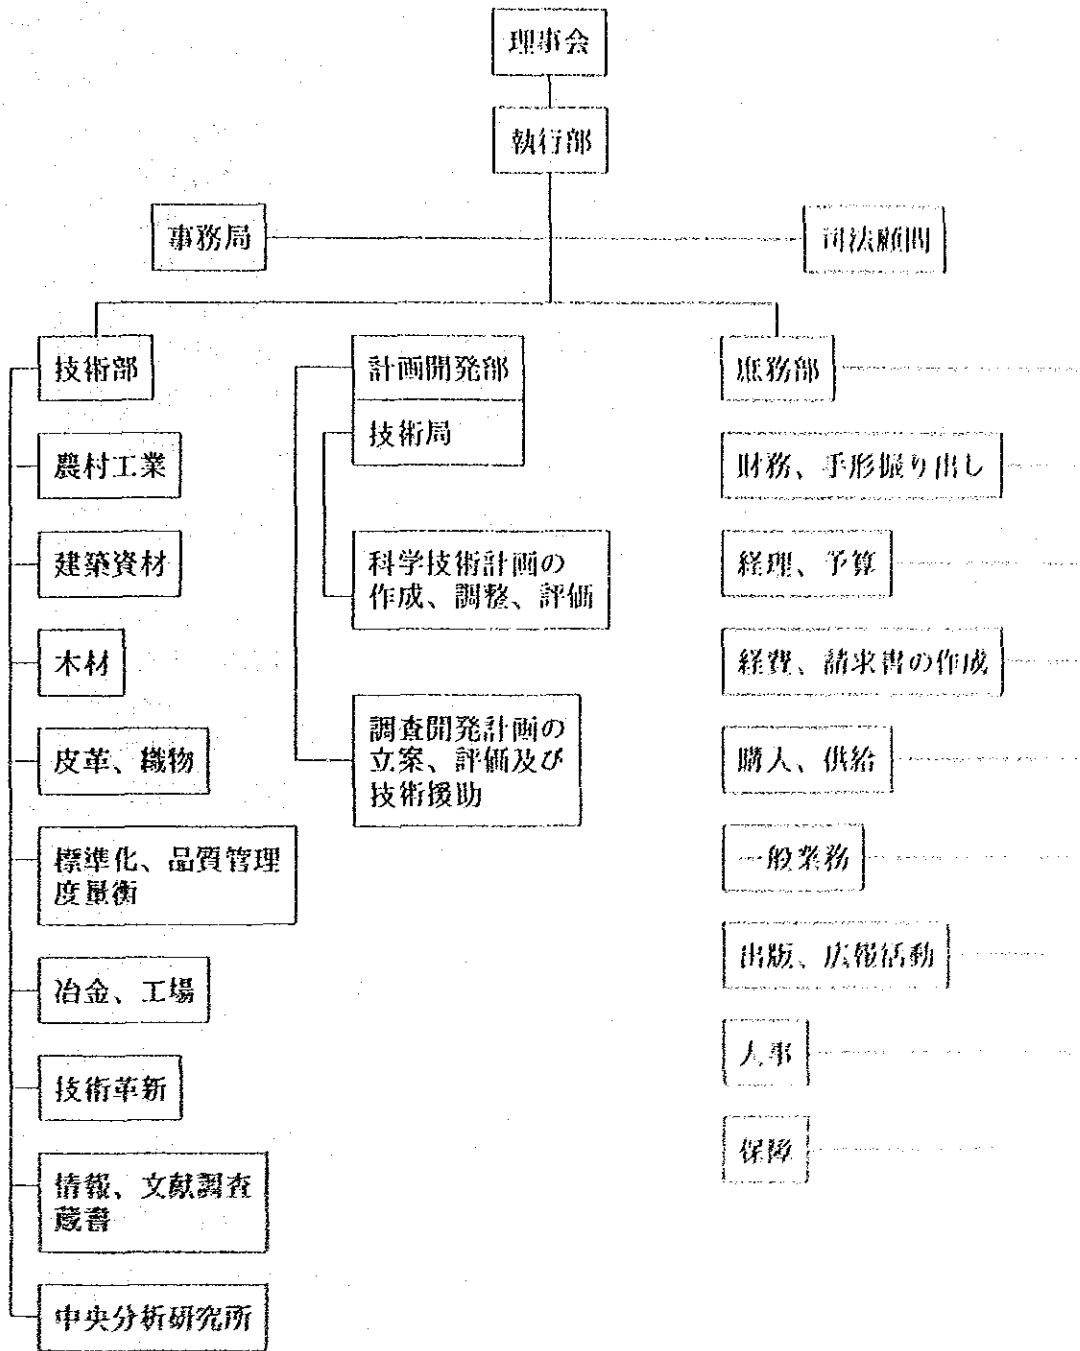 理事会
執行部
事務局
司法顧問
技術部
農村工業
建築資材
木材
皮革、織物
標準化、品質管理
度量衡
冶金、工場
技術革新
情報、文献調査
蔵書
中央分析研究所
計画開発部
技術局
科学技術計画の
作成、調整、評価
調査開発計画の
立案、評価及び
技術援助
庶務部
財務、手形振り出し
経理、予算
経費、請求書の作成
購入、供給
一般業務
出版、広報活動
人事
保障